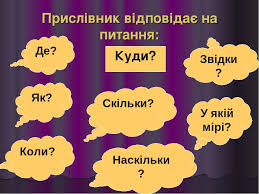 Прислівник відповідає на
питання:
Де?
Куди?
Звідки
?
Як?
Скільки?
У якій
мірі?
Коли?
Наскільки
?